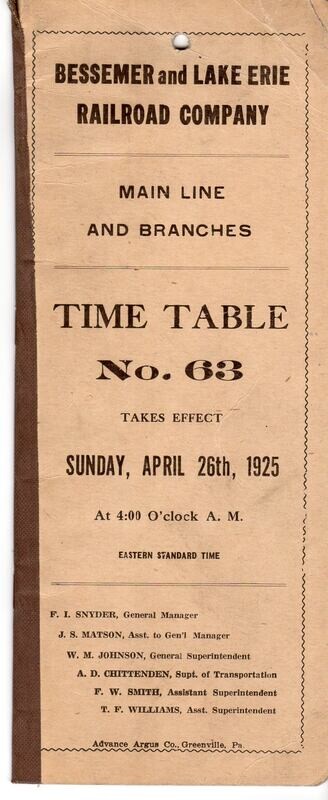 BESSEMER and LAKE ERIE
RAILROAD COMPANY
MAIN LINE
AND BRANCHES
TIME TABLE
No. 63
TAKES EFFECT
SUNDAY, APRIL 26th, 1925
At 4:00 O'clock A. M.
EASTERN STANDARD TIME
F. I. SNYDER, General Manager
J. S. MATSON, Asst. to Gen'l Manager
W. M. JOHNSON, General Superintendent
A. D. CHITTENDEN, Supt. of Transportation
F. W. SMITH, Assistant Superintendent
T. F. WILLIAMS, Asst. Superintendent
Advance Argus Co., Greenville, Pa